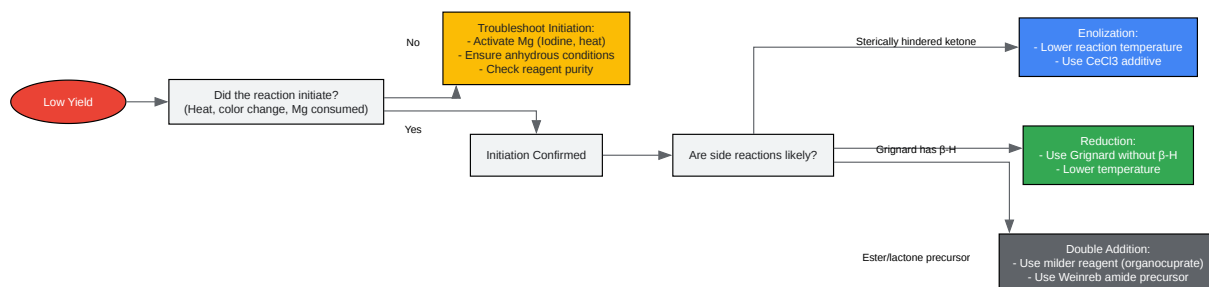 Low Yield
Did the reaction initiate?
(Heat, color change, Mg consumed)
No
Troubleshoot Initiation:
- Activate Mg (Iodine, heat)
- Ensure anhydrous conditions
- Check reagent purity
Yes
Initiation Confirmed
Are side reactions likely?
Sterically hindered ketone
Enolization:
- Lower reaction temperature
- Use CeCl3 additive
Grignard has β-H
Reduction:
- Use Grignard without β-H
- Lower temperature
Ester/lactone precursor
Double Addition:
- Use milder reagent (organocuprate)
- Use Weinreb amide precursor